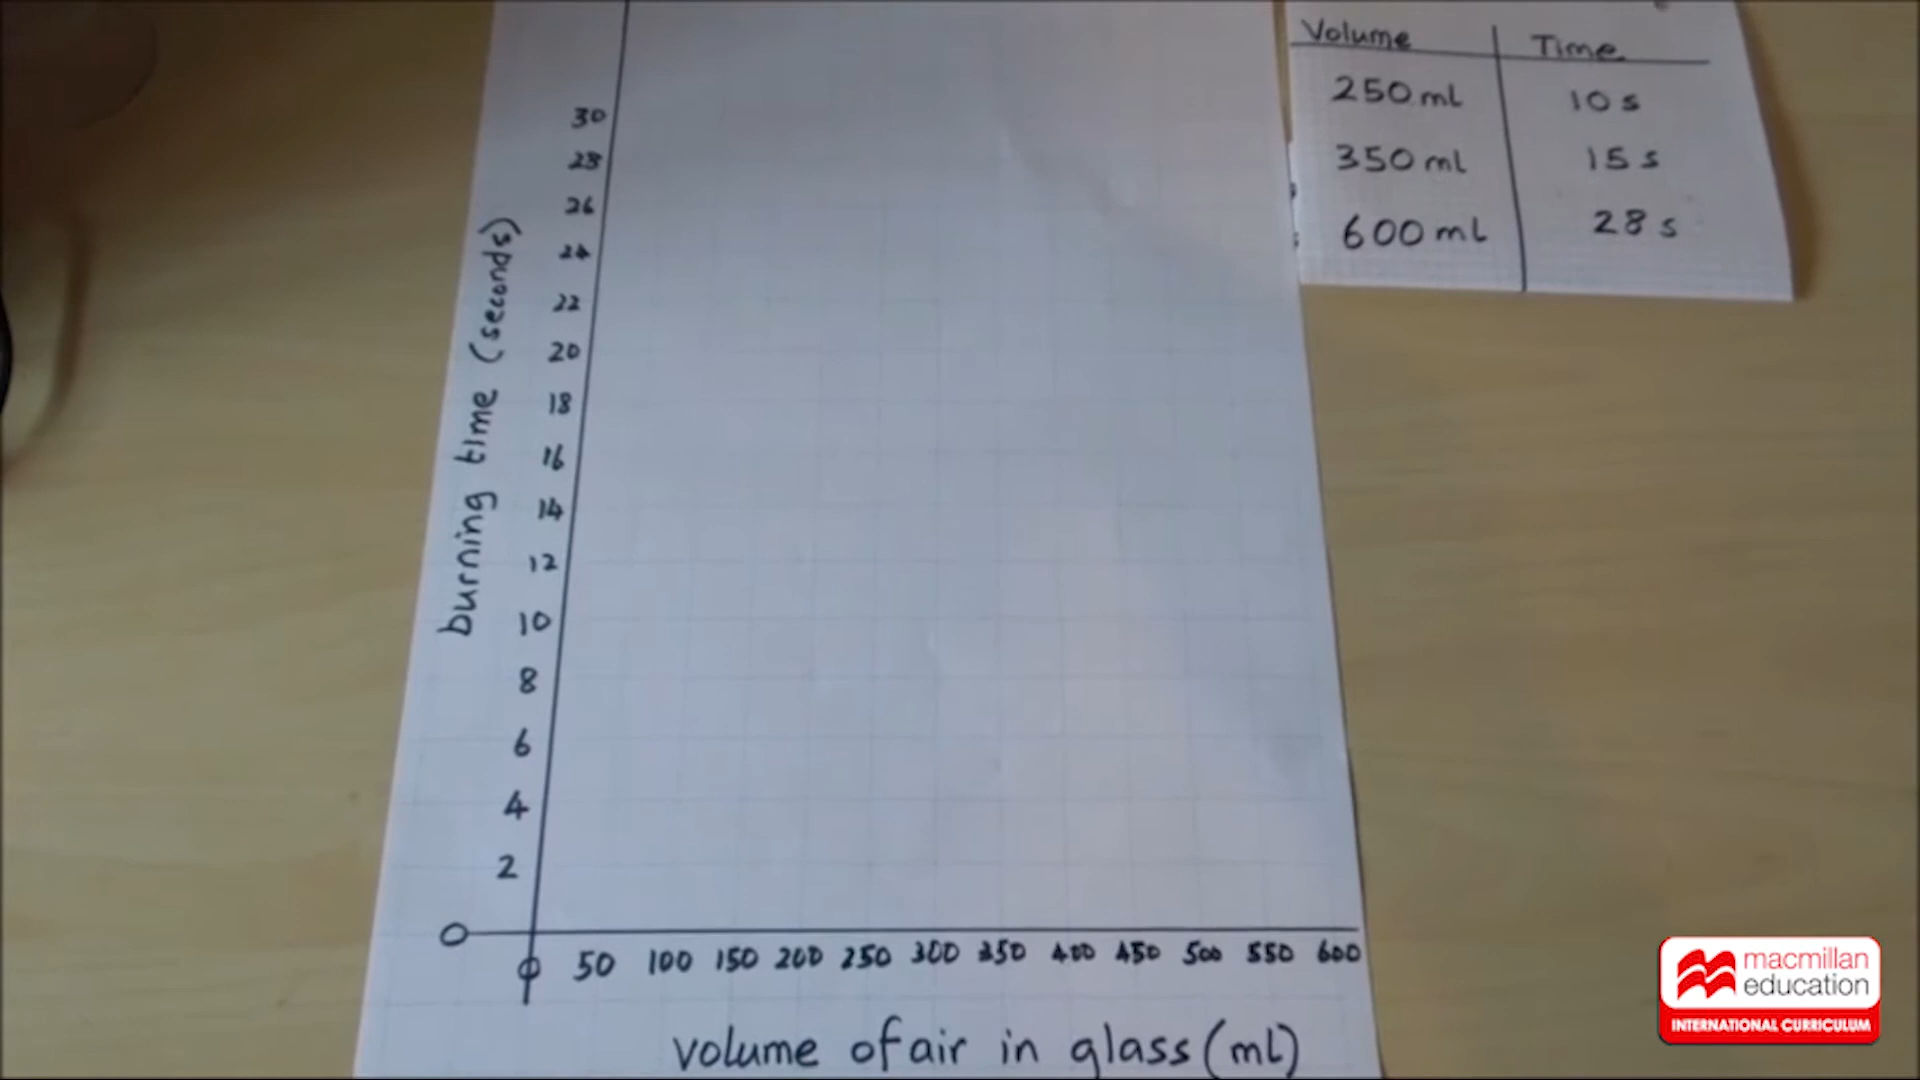 Volume Time
250 ml 10 s
350 ml 15 s
600 ml 28 s
burning time (seconds)
30
28
26
24
22
20
18
16
14
12
10
8
6
4
2
0
0 50 100 150 200 250 300 350 400 450 500 550 600
volume of air in glass (ml)
macmillan
education
INTERNATIONAL CURRICULUM